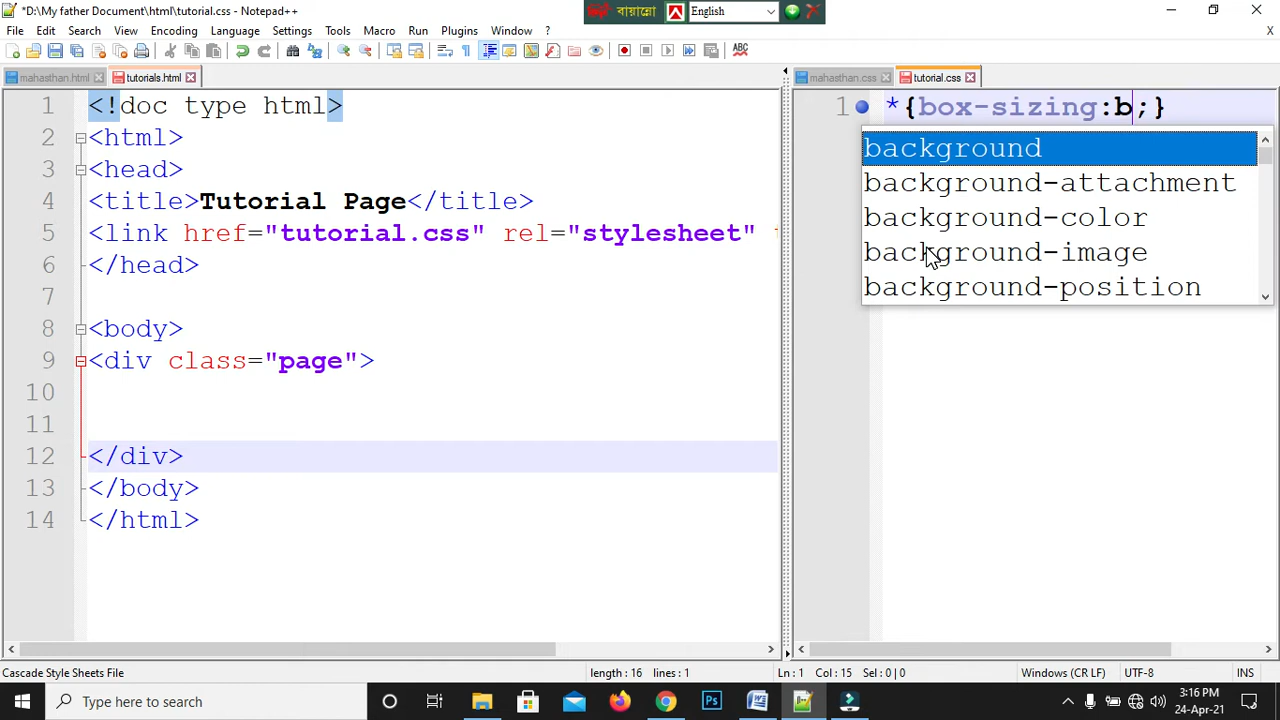 *D:\My father Document\html\tutorial.css - Notepad++
বায়ান্নো English
File Edit Search View Encoding Language Settings Tools Macro Run Plugins Window ? X
ABC
mahasthan.html tutorials.html mahasthan.css tutorial.css
1 <!doc type html>
2 <html>
3 <head>
4 <title>Tutorial Page</title>
5 <link href="tutorial.css" rel="stylesheet" t
6 </head>
7
8 <body>
9 <div class="page">
10
11
12 </div>
13 </body>
14 </html>
1 *{box-sizing:b;}
background
background-attachment
background-color
background-image
background-position
Cascade Style Sheets File length : 16 lines : 1 Ln : 1 Col : 15 Sel : 0 | 0 Windows (CR LF) UTF-8 INS
Type here to search
3:16 PM
24-Apr-21